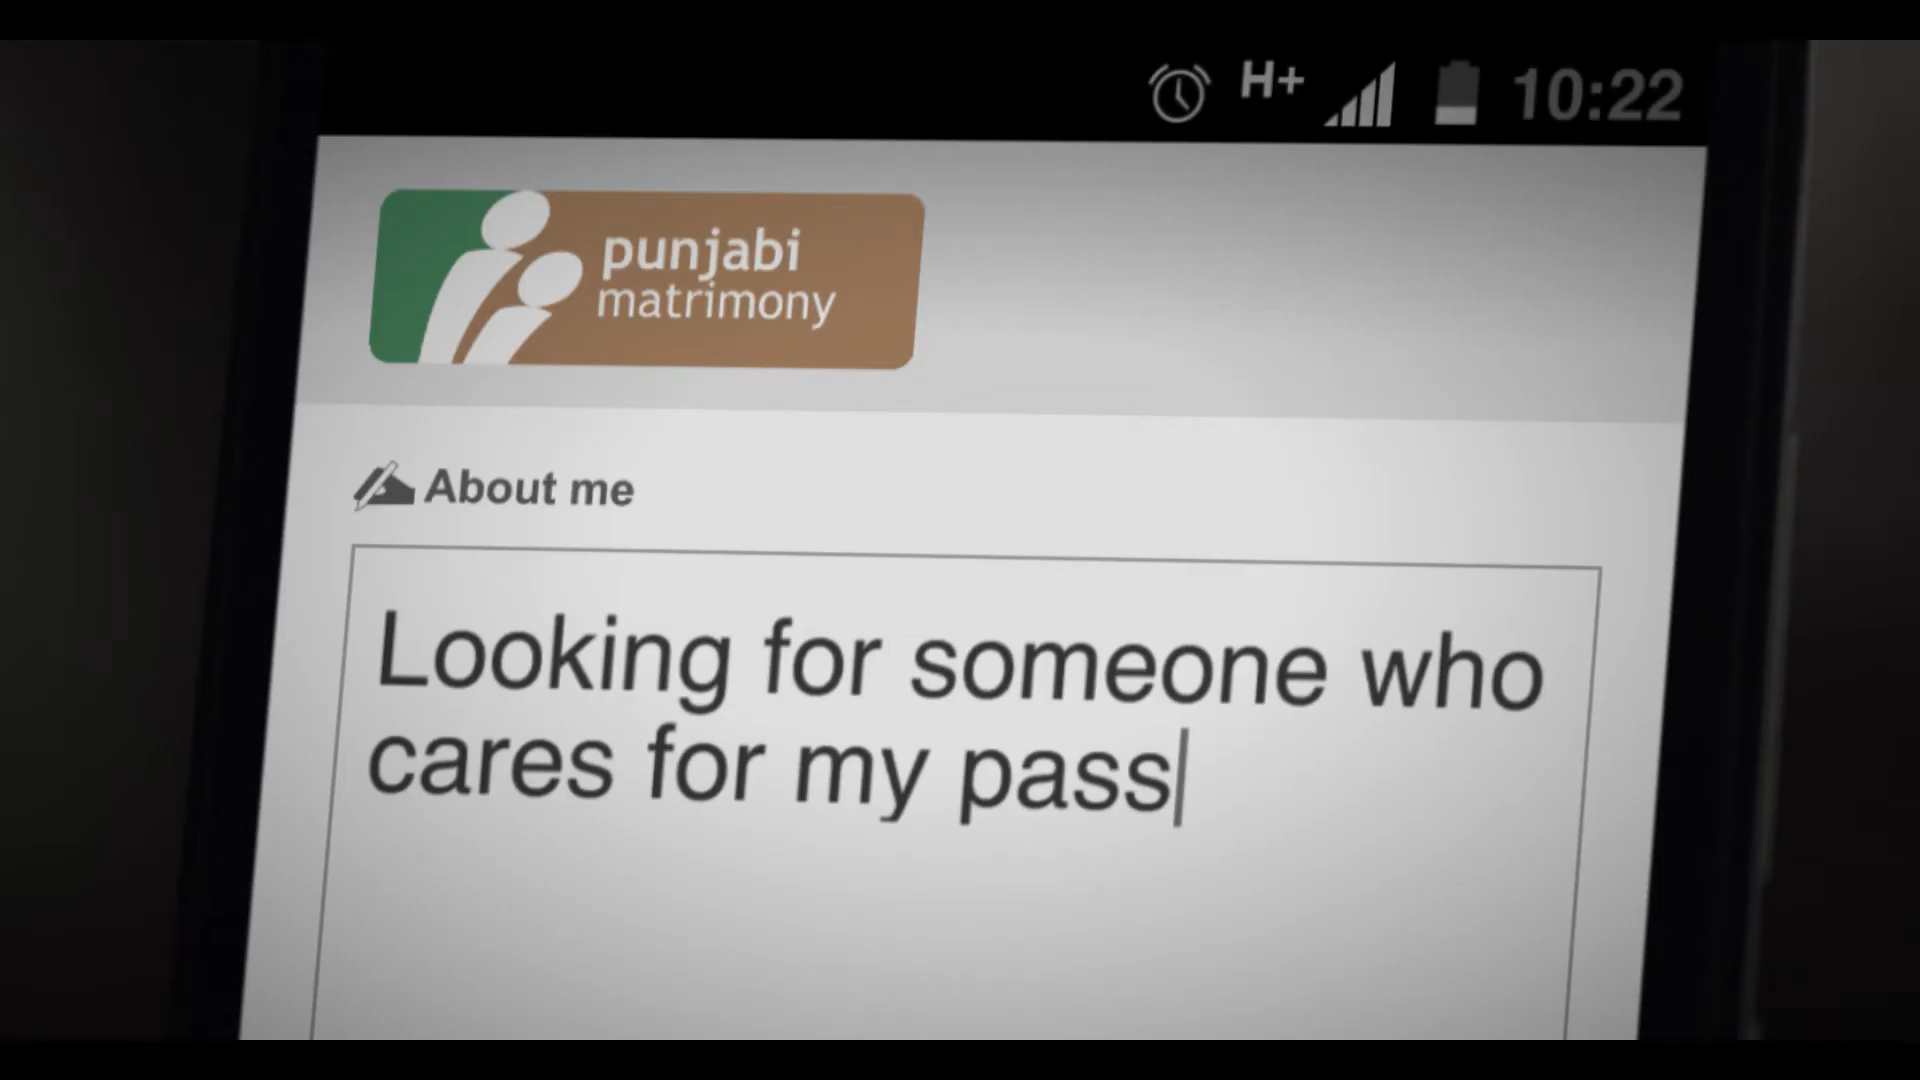 H+ 10:22
punjabi
matrimony
About me
Looking for someone who
cares for my pass